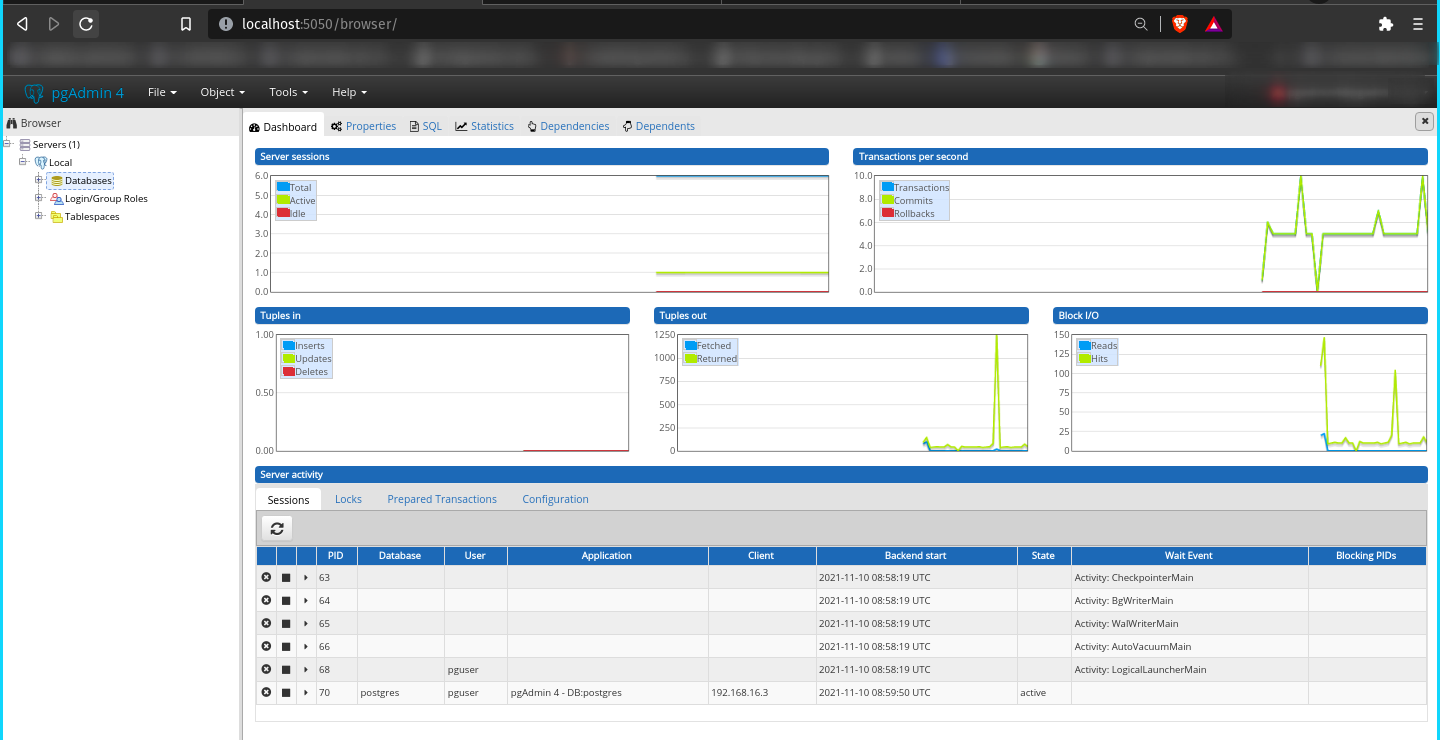 localhost:5050/browser/
pgAdmin 4 File Object Tools Help
Browser
Servers (1)
Local
Databases
Login/Group Roles
Tablespaces
Dashboard Properties SQL Statistics Dependencies Dependents
Server sessions
6.0
5.0
4.0
3.0
2.0
1.0
0.0
Total
Active
Idle
Transactions per second
10.0
8.0
6.0
4.0
2.0
0.0
Transactions
Commits
Rollbacks
Tuples in
1.00
0.50
0.00
Inserts
Updates
Deletes
Tuples out
1250
1000
750
500
250
0
Fetched
Returned
Block I/O
150
125
100
75
50
25
0
Reads
Hits
Server activity
Sessions Locks Prepared Transactions Configuration
PID Database User Application Client Backend start State Wait Event Blocking PIDs
63 2021-11-10 08:58:19 UTC Activity: CheckpointerMain
64 2021-11-10 08:58:19 UTC Activity: BgWriterMain
65 2021-11-10 08:58:19 UTC Activity: WalWriterMain
66 2021-11-10 08:58:19 UTC Activity: AutoVacuumMain
68 pguser 2021-11-10 08:58:19 UTC Activity: LogicalLauncherMain
70 postgres pguser pgAdmin 4 - DB:postgres 192.168.16.3 2021-11-10 08:59:50 UTC active